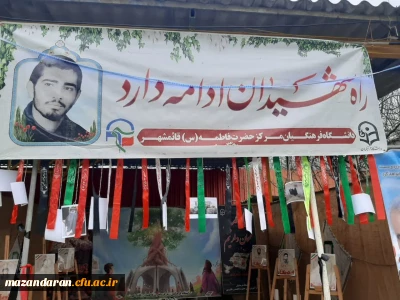 راه شهیدان ادامه دارد
دانشگاه فرهنگیان مرکز حضرت فاطمه (س) قائمشهر
mazandaran.cfu.ac.ir